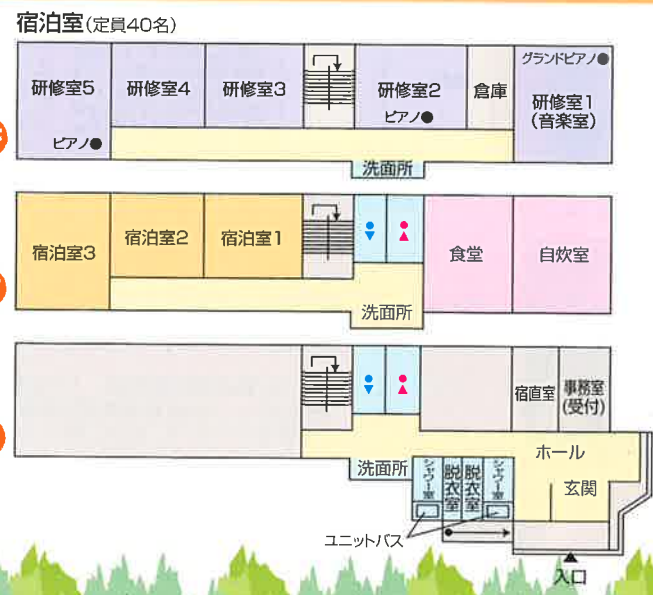 宿泊室(定員40名)
研修室5
ピアノ●
研修室4
研修室3
研修室2
ピアノ●
倉庫
グランドピアノ●
研修室1
(音楽室)
洗面所
宿泊室3
宿泊室2
宿泊室1
食堂
自炊室
洗面所
宿直室
事務室
(受付)
ホール
玄関
洗面所
シャワー室
脱衣室
脱衣室
シャワー室
ユニットバス
入口